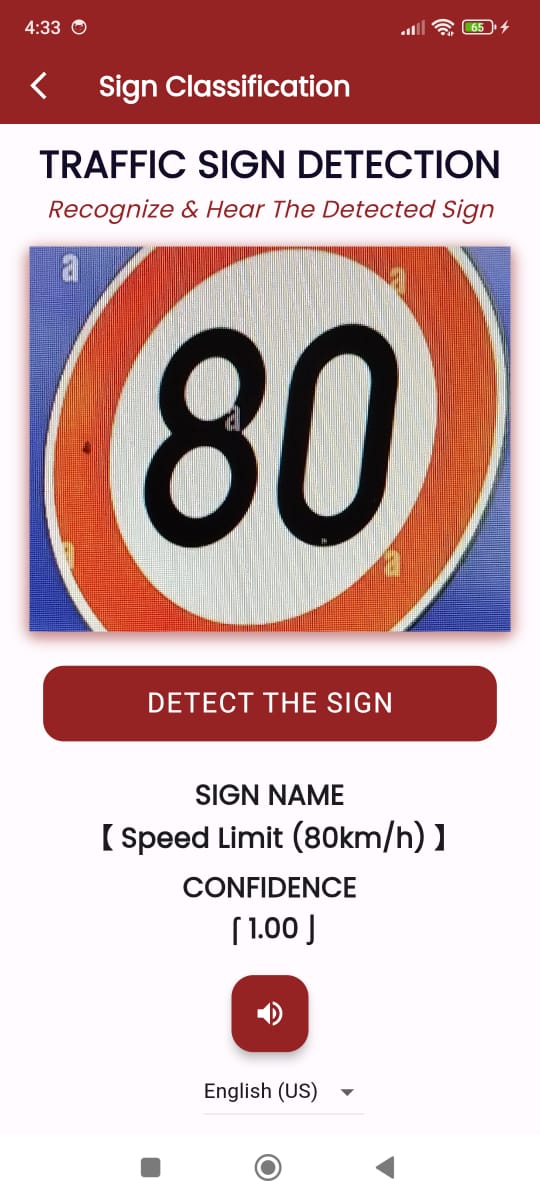 4:33
65
Sign Classification
TRAFFIC SIGN DETECTION
Recognize & Hear The Detected Sign
a
a
80
a
a
a
DETECT THE SIGN
SIGN NAME
【 Speed Limit (80km/h) 】
CONFIDENCE
⌈ 1.00 ⌋
English (US)